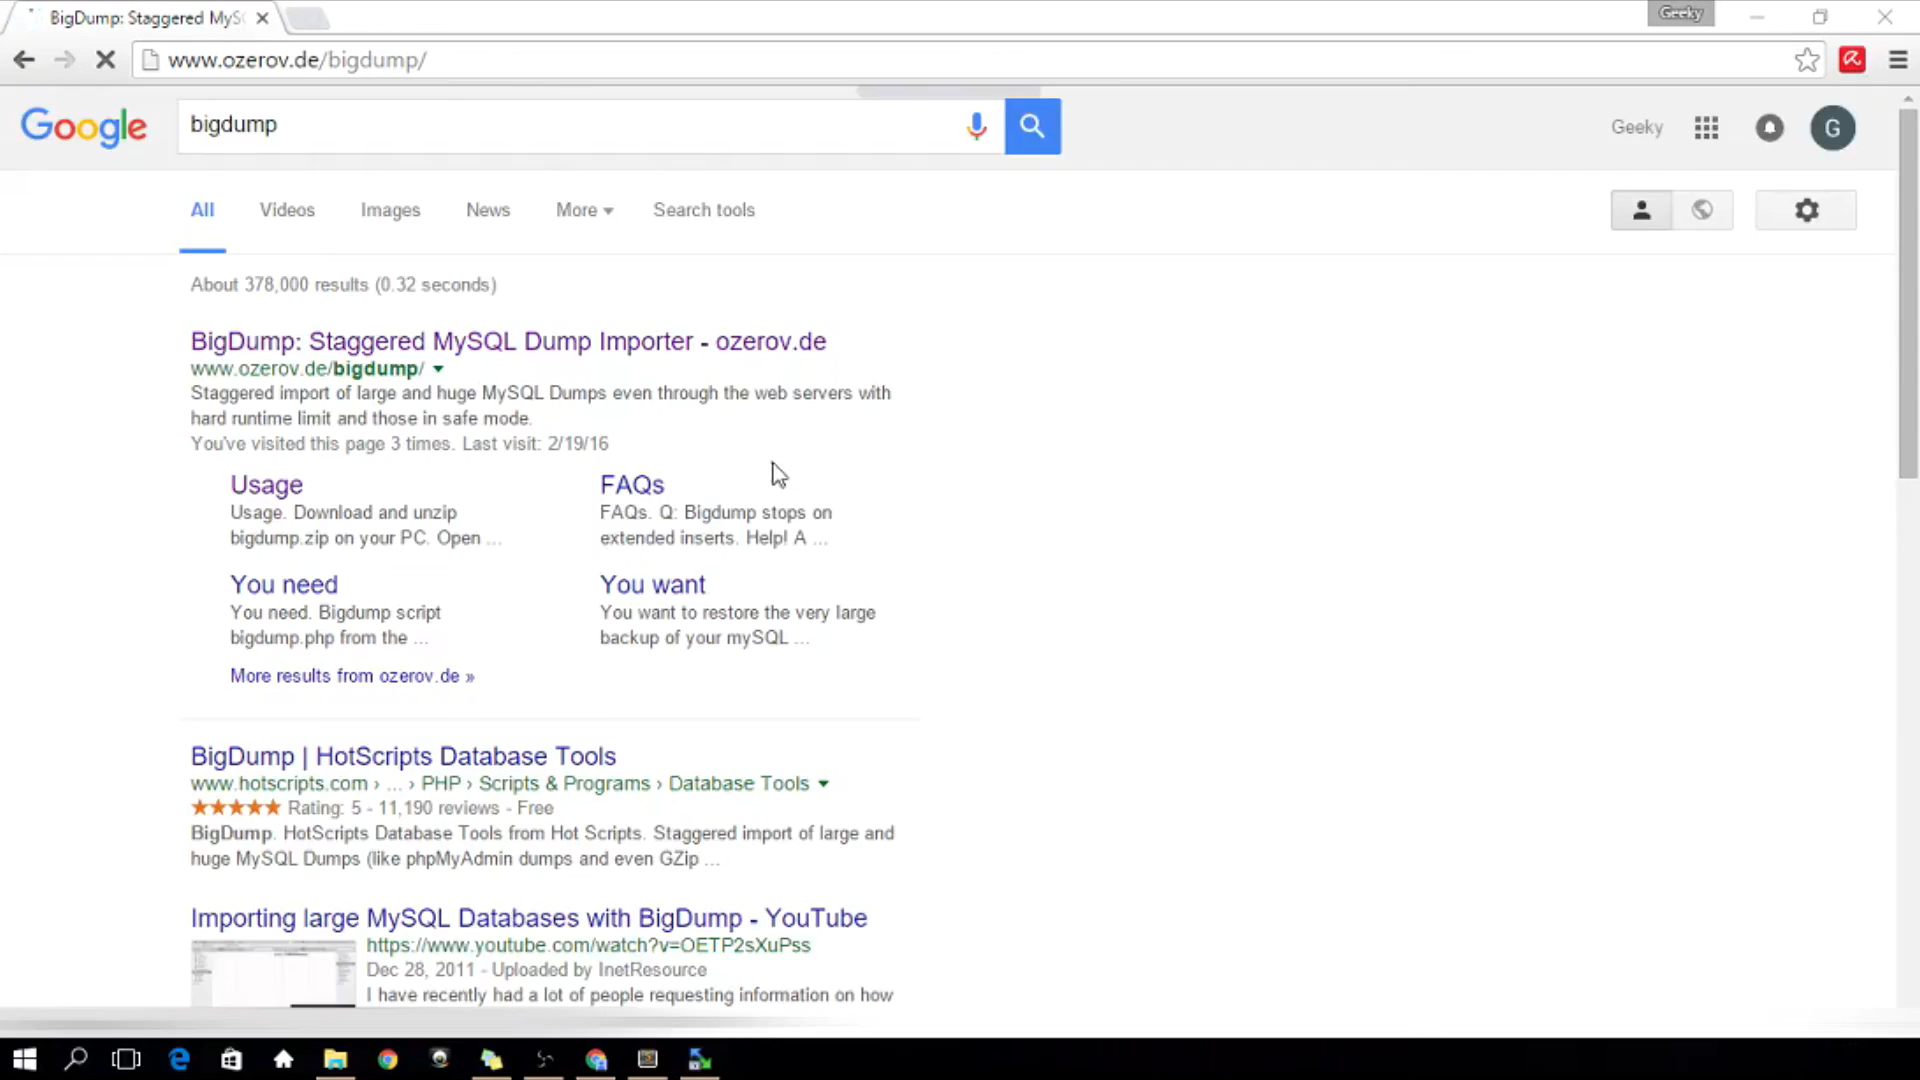 BigDump: Staggered MyS
Geeky
www.ozerov.de/bigdump/
Google
bigdump
Geeky
G
All
Videos
Images
News
More
Search tools
About 378,000 results (0.32 seconds)
BigDump: Staggered MySQL Dump Importer - ozerov.de
www.ozerov.de/bigdump/
Staggered import of large and huge MySQL Dumps even through the web servers with
hard runtime limit and those in safe mode.
You've visited this page 3 times. Last visit: 2/19/16
Usage
Usage. Download and unzip
bigdump.zip on your PC. Open ...
FAQs
FAQs. Q: Bigdump stops on
extended inserts. Help! A ...
You need
You need. Bigdump script
bigdump.php from the ...
You want
You want to restore the very large
backup of your mySQL ...
More results from ozerov.de »
BigDump | HotScripts Database Tools
www.hotscripts.com › ... › PHP › Scripts & Programs › Database Tools
Rating: 5 - 11,190 reviews - Free
BigDump. HotScripts Database Tools from Hot Scripts. Staggered import of large and
huge MySQL Dumps (like phpMyAdmin dumps and even GZip ...
Importing large MySQL Databases with BigDump - YouTube
https://www.youtube.com/watch?v=OETP2sXuPss
Dec 28, 2011 - Uploaded by InetResource
I have recently had a lot of people requesting information on how